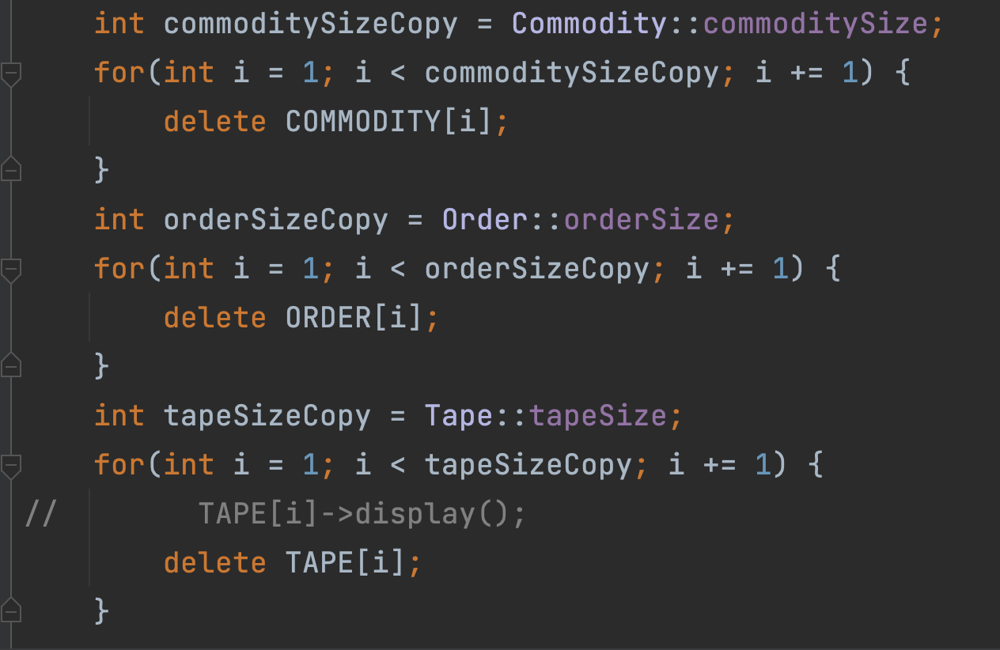 int commoditySizeCopy = Commodity::commoditySize;
for(int i = 1; i < commoditySizeCopy; i += 1) {
delete COMMODITY[i];
}
int orderSizeCopy = Order::orderSize;
for(int i = 1; i < orderSizeCopy; i += 1) {
delete ORDER[i];
}
int tapeSizeCopy = Tape::tapeSize;
for(int i = 1; i < tapeSizeCopy; i += 1) {
// TAPE[i]->display();
delete TAPE[i];
}